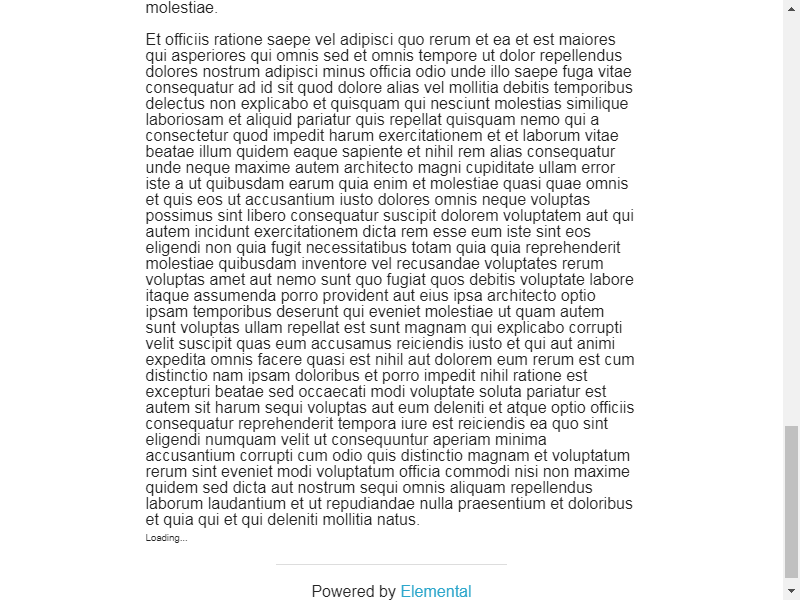 molestiae.
Et officiis ratione saepe vel adipisci quo rerum et ea et est maiores
qui asperiores qui omnis sed et omnis tempore ut dolor repellendus
dolores nostrum adipisci minus officia odio unde illo saepe fuga vitae
consequatur ad id sit quod dolore alias vel mollitia debitis temporibus
delectus non explicabo et quisquam qui nesciunt molestias similique
laboriosam et aliquid pariatur quis repellat quisquam nemo qui a
consectetur quod impedit harum exercitationem et et laborum vitae
beatae illum quidem eaque sapiente et nihil rem alias consequatur
unde neque maxime autem architecto magni cupiditate ullam error
iste a ut quibusdam earum quia enim et molestiae quasi quae omnis
et quis eos ut accusantium iusto dolores omnis neque voluptas
possimus sint libero consequatur suscipit dolorem voluptatem aut qui
autem incidunt exercitationem dicta rem esse eum iste sint eos
eligendi non quia fugit necessitatibus totam quia quia reprehenderit
molestiae quibusdam inventore vel recusandae voluptates rerum
voluptas amet aut nemo sunt quo fugiat quos debitis voluptate labore
itaque assumenda porro provident aut eius ipsa architecto optio
ipsam temporibus deserunt qui eveniet molestiae ut quam autem
sunt voluptas ullam repellat est sunt magnam qui explicabo corrupti
velit suscipit quas eum accusamus reiciendis iusto et qui aut animi
expedita omnis facere quasi est nihil aut dolorem eum rerum est cum
distinctio nam ipsam doloribus et porro impedit nihil ratione est
excepturi beatae sed occaecati modi voluptate soluta pariatur est
autem sit harum sequi voluptas aut eum deleniti et atque optio officiis
consequatur reprehenderit tempora iure est reiciendis ea quo sint
eligendi numquam velit ut consequuntur aperiam minima
accusantium corrupti cum odio quis distinctio magnam et voluptatum
rerum sint eveniet modi voluptatum officia commodi nisi non maxime
quidem sed dicta aut nostrum sequi omnis aliquam repellendus
laborum laudantium et ut repudiandae nulla praesentium et doloribus
et quia qui et qui deleniti mollitia natus.
Loading...
Powered by Elemental